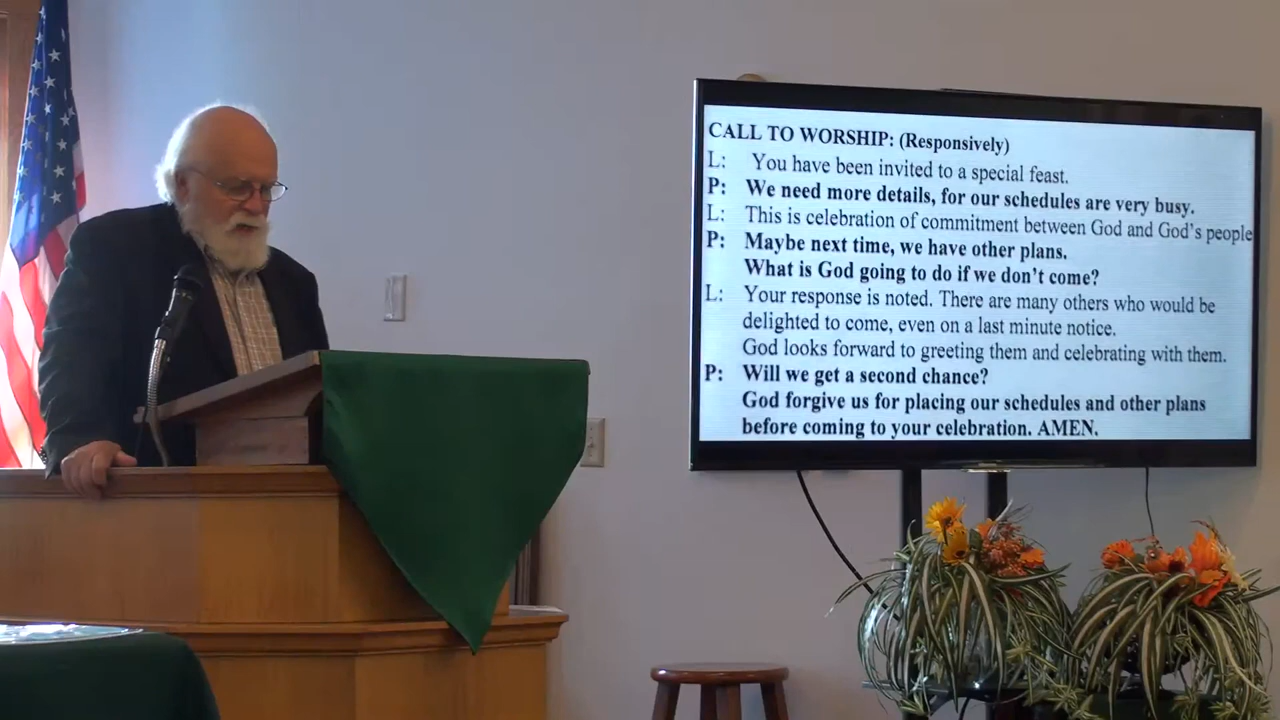 CALL TO WORSHIP: (Responsively)
L: You have been invited to a special feast.
P: We need more details, for our schedules are very busy.
L: This is celebration of commitment between God and God's people
P: Maybe next time, we have other plans.
What is God going to do if we don't come?
L: Your response is noted. There are many others who would be
delighted to come, even on a last minute notice.
God looks forward to greeting them and celebrating with them.
P: Will we get a second chance?
God forgive us for placing our schedules and other plans
before coming to your celebration. AMEN.